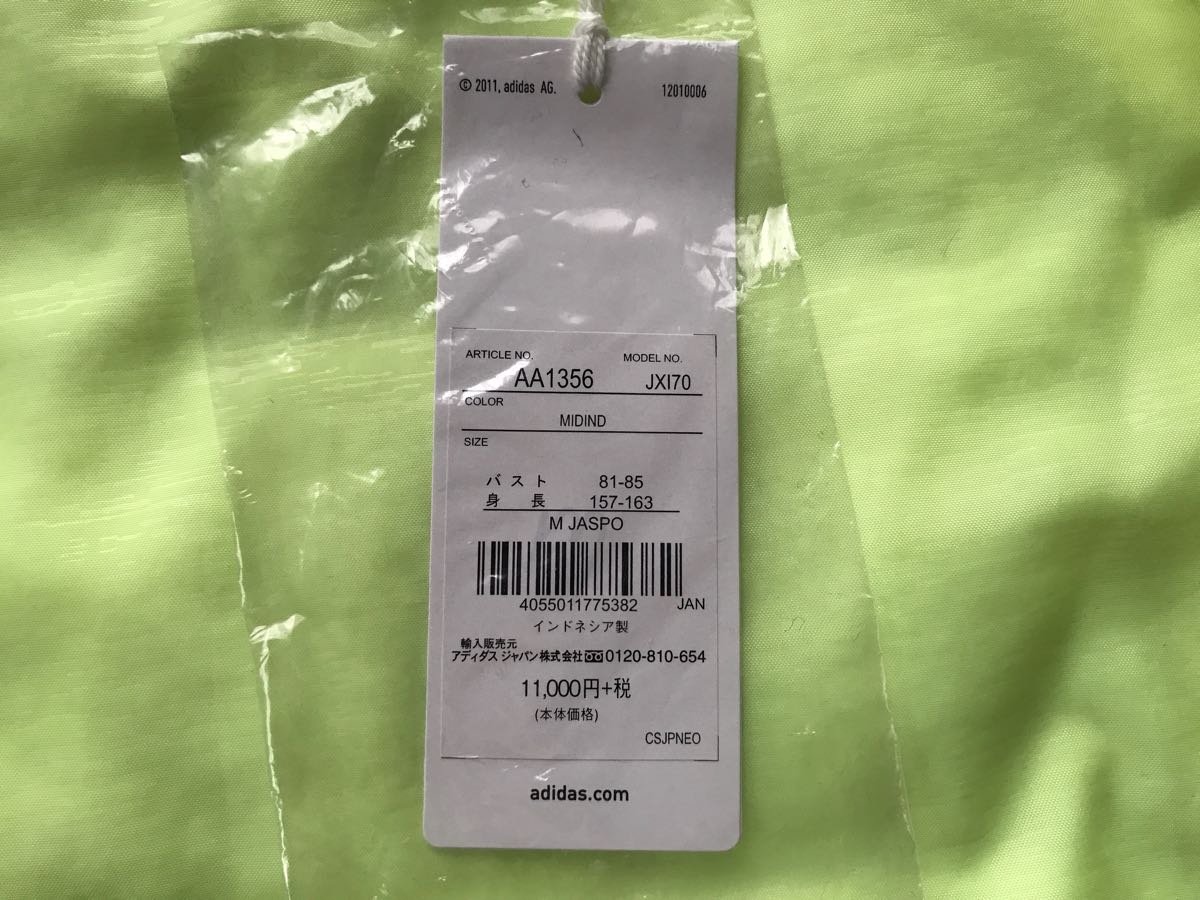 © 2011, adidas AG. 12010006
ARTICLE NO. MODEL NO.
AA1356 JXI70
COLOR
MIDIND
SIZE
バスト 81-85
身長 157-163
M JASPO
4055011775382 JAN
インドネシア製
輸入販売元
アディダス ジャパン株式会社 0120-810-654
11,000円+税
(本体価格)
CSJPNEO
adidas.com